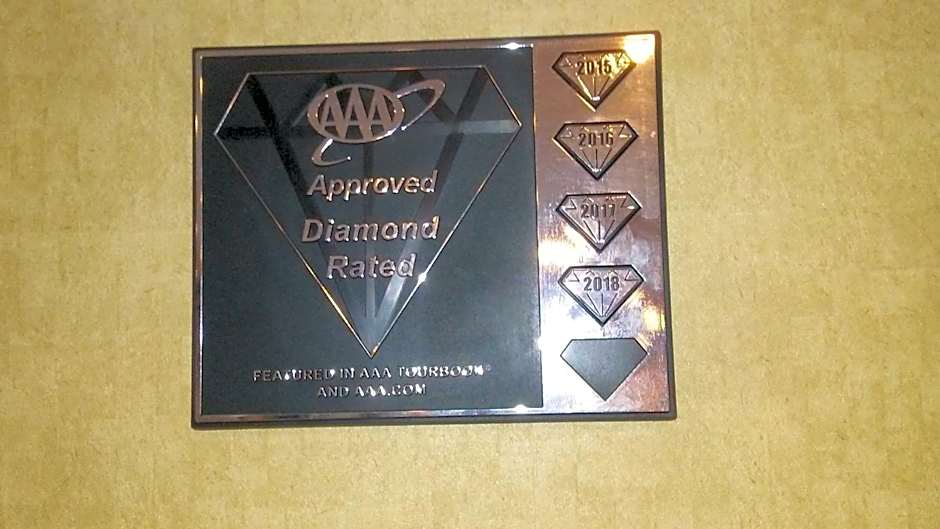 AAA
Approved
Diamond
Rated
FEATURED IN AAA TOURBOOK®
AND AAA.COM
2015
2016
2017
2018